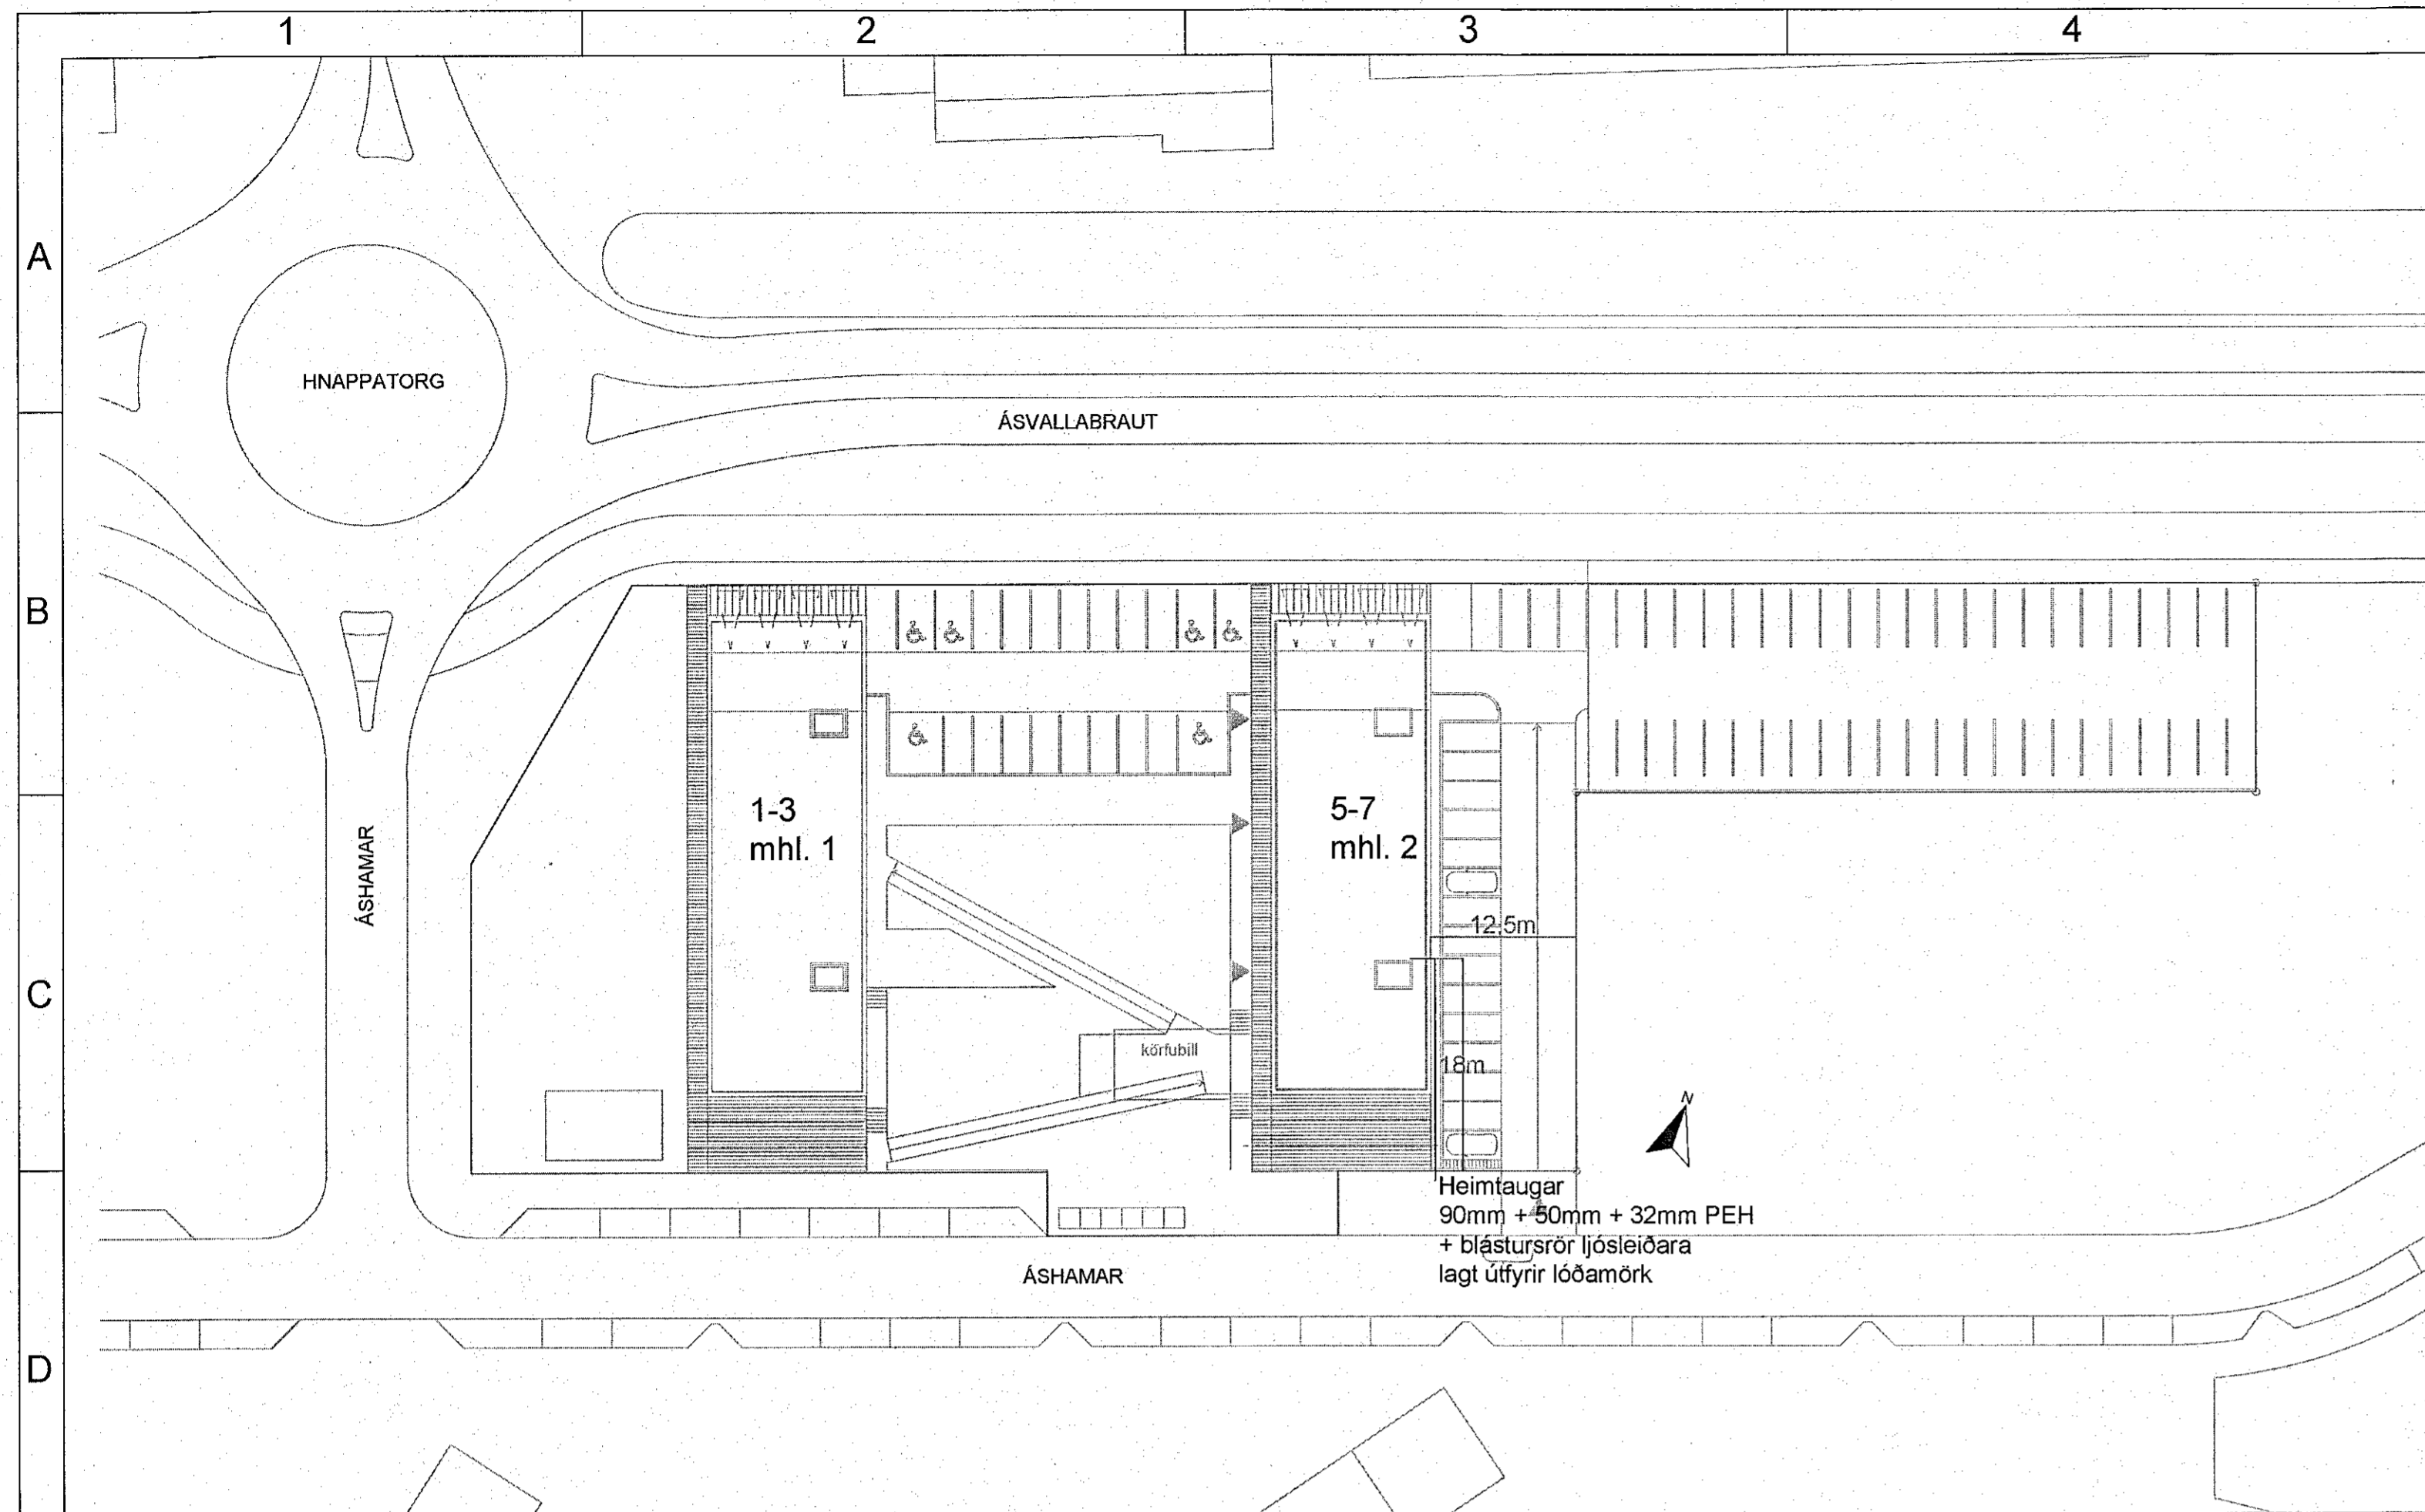 1
2
3
4
A
HNAPPATORG
ÁSVALLABRAUT
B
1-3
mhl. 1
5-7
mhl. 2
ÁSHAMAR
12,5m
C
körfubíll
18m
N
Heimtaugar
90mm + 50mm + 32mm PEH
+ blástursrör ljósleiðara
lagt útfyrir lóðamörk
ÁSHAMAR
D